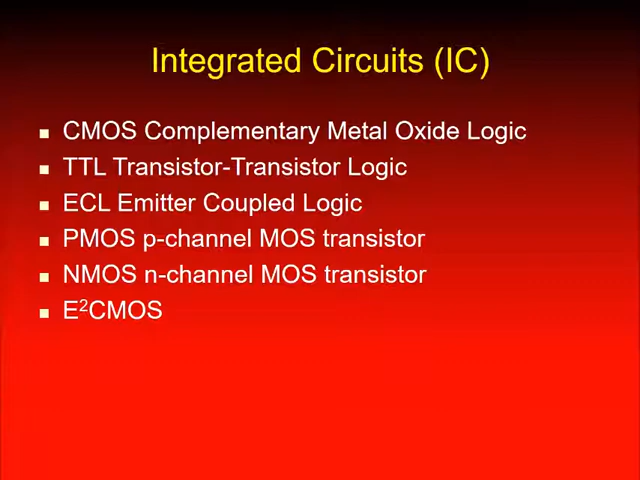 Integrated Circuits (IC)
■ CMOS Complementary Metal Oxide Logic
■ TTL Transistor-Transistor Logic
■ ECL Emitter Coupled Logic
■ PMOS p-channel MOS transistor
■ NMOS n-channel MOS transistor
■ E²CMOS